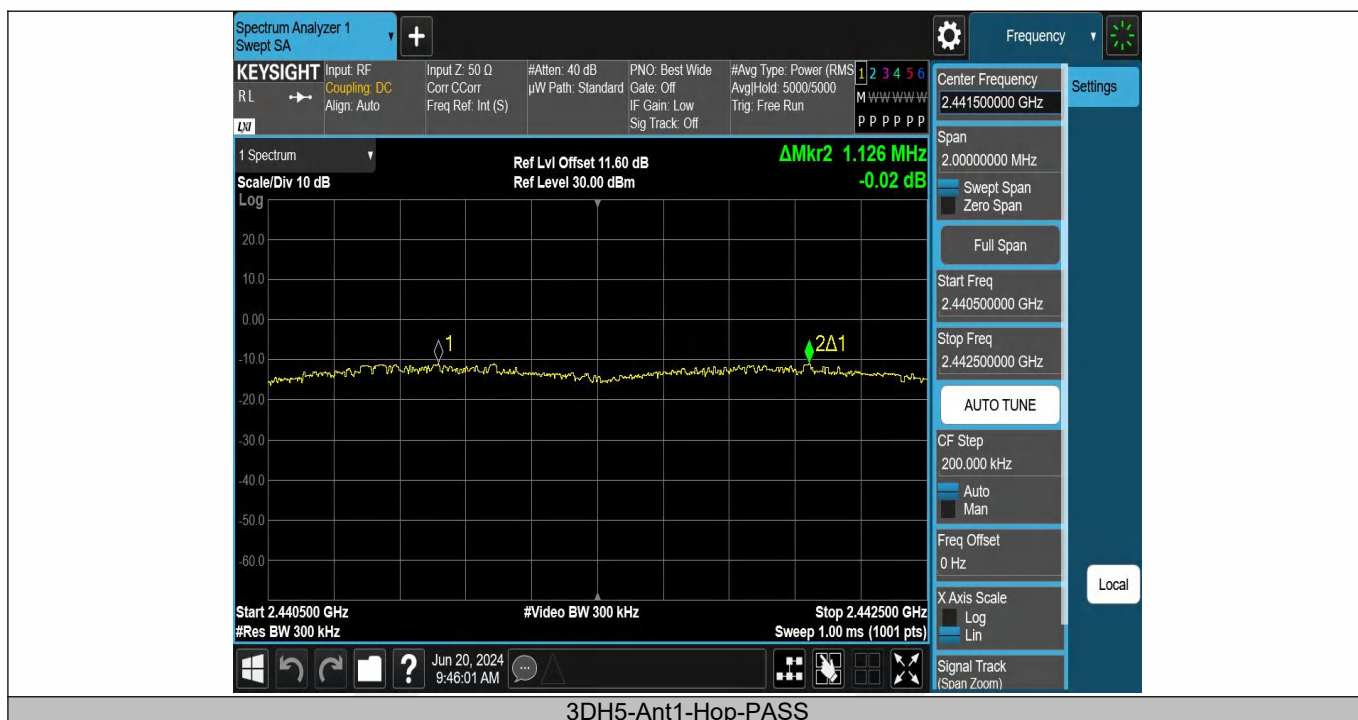 Spectrum Analyzer 1
Swept SA
+
Frequency
KEYSIGHT
R L
LXI
Input: RF
Coupling: DC
Align: Auto
Input Z: 50 Ω
Corr CCorr
Freq Ref: Int (S)
#Atten: 40 dB
µW Path: Standard
PNO: Best Wide
Gate: Off
IF Gain: Low
Sig Track: Off
#Avg Type: Power (RMS
Avg|Hold: 5000/5000
Trig: Free Run
1 2 3 4 5 6
M W W W W W
P P P P P P
1 Spectrum
Scale/Div 10 dB
Log
Ref Lvl Offset 11.60 dB
Ref Level 30.00 dBm
ΔMkr2 1.126 MHz
-0.02 dB
20.0
10.0
0.00
-10.0
-20.0
-30.0
-40.0
-50.0
-60.0
1
2Δ1
Start 2.440500 GHz
#Res BW 300 kHz
#Video BW 300 kHz
Stop 2.442500 GHz
Sweep 1.00 ms (1001 pts)
Center Frequency
2.441500000 GHz
Settings
Span
2.00000000 MHz
Swept Span
Zero Span
Full Span
Start Freq
2.440500000 GHz
Stop Freq
2.442500000 GHz
AUTO TUNE
CF Step
200.000 kHz
Auto
Man
Freq Offset
0 Hz
X Axis Scale
Log
Lin
Local
Signal Track
(Span Zoom)
?
Jun 20, 2024
9:46:01 AM
3DH5-Ant1-Hop-PASS